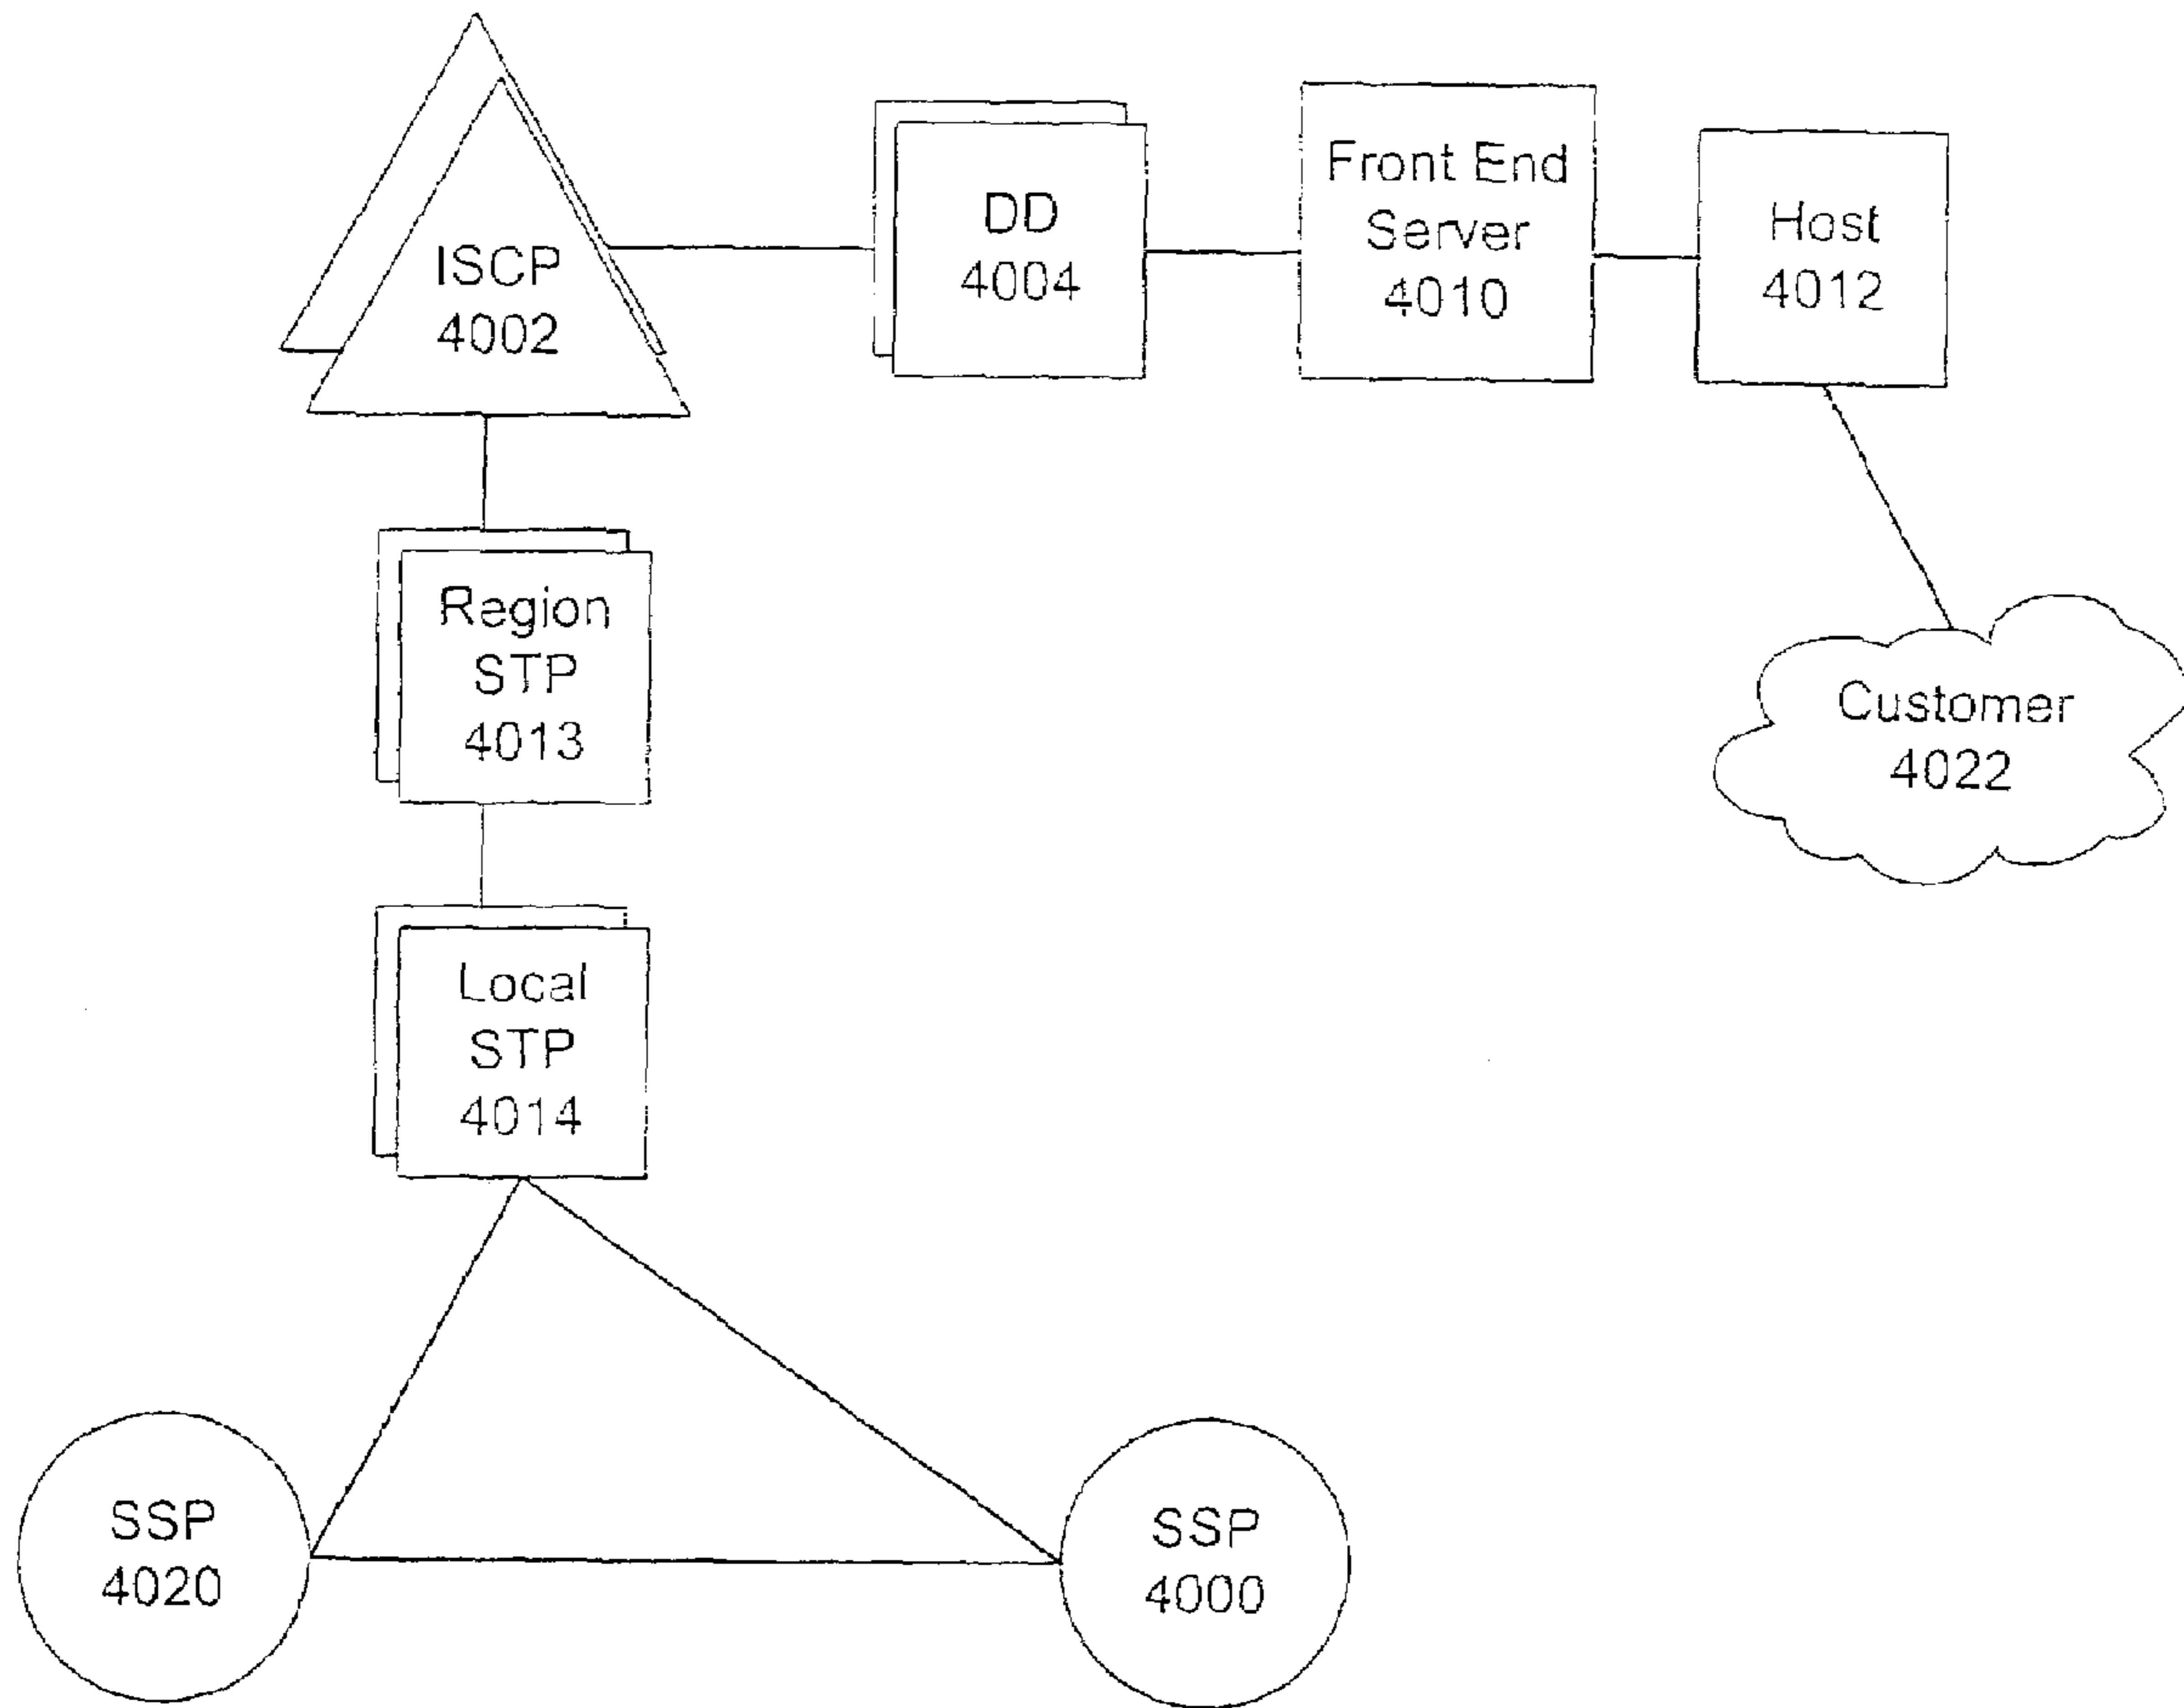 ISCP
4002
DD
4004
Front End
Server
4010
Host
4012
Region
STP
4013
Customer
4022
Local
STP
4014
SSP
4020
SSP
4000